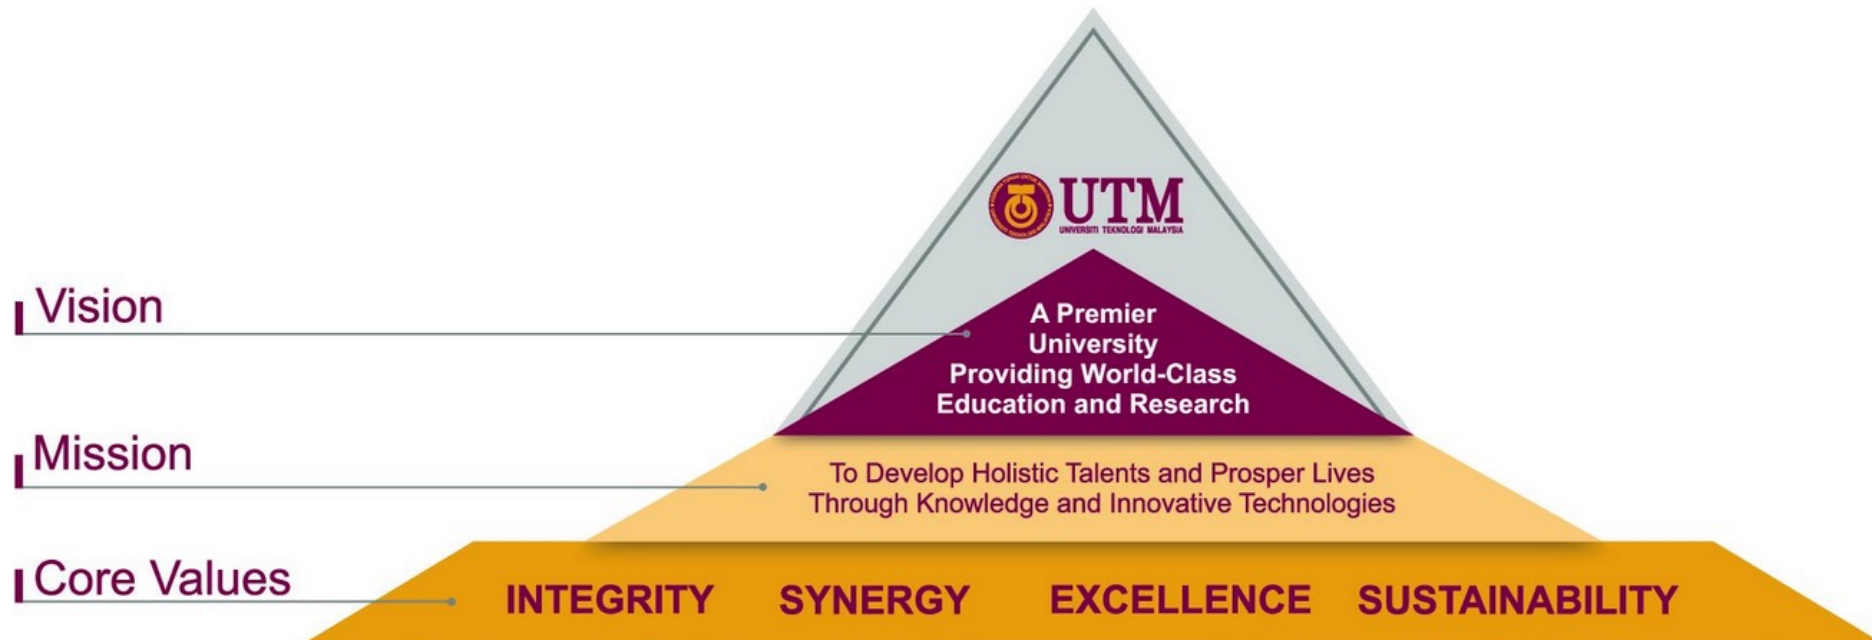 UTM
UNIVERSITI TEKNOLOGI MALAYSIA
Vision
A Premier
University
Providing World-Class
Education and Research
Mission
To Develop Holistic Talents and Prosper Lives
Through Knowledge and Innovative Technologies
Core Values
INTEGRITY SYNERGY EXCELLENCE SUSTAINABILITY